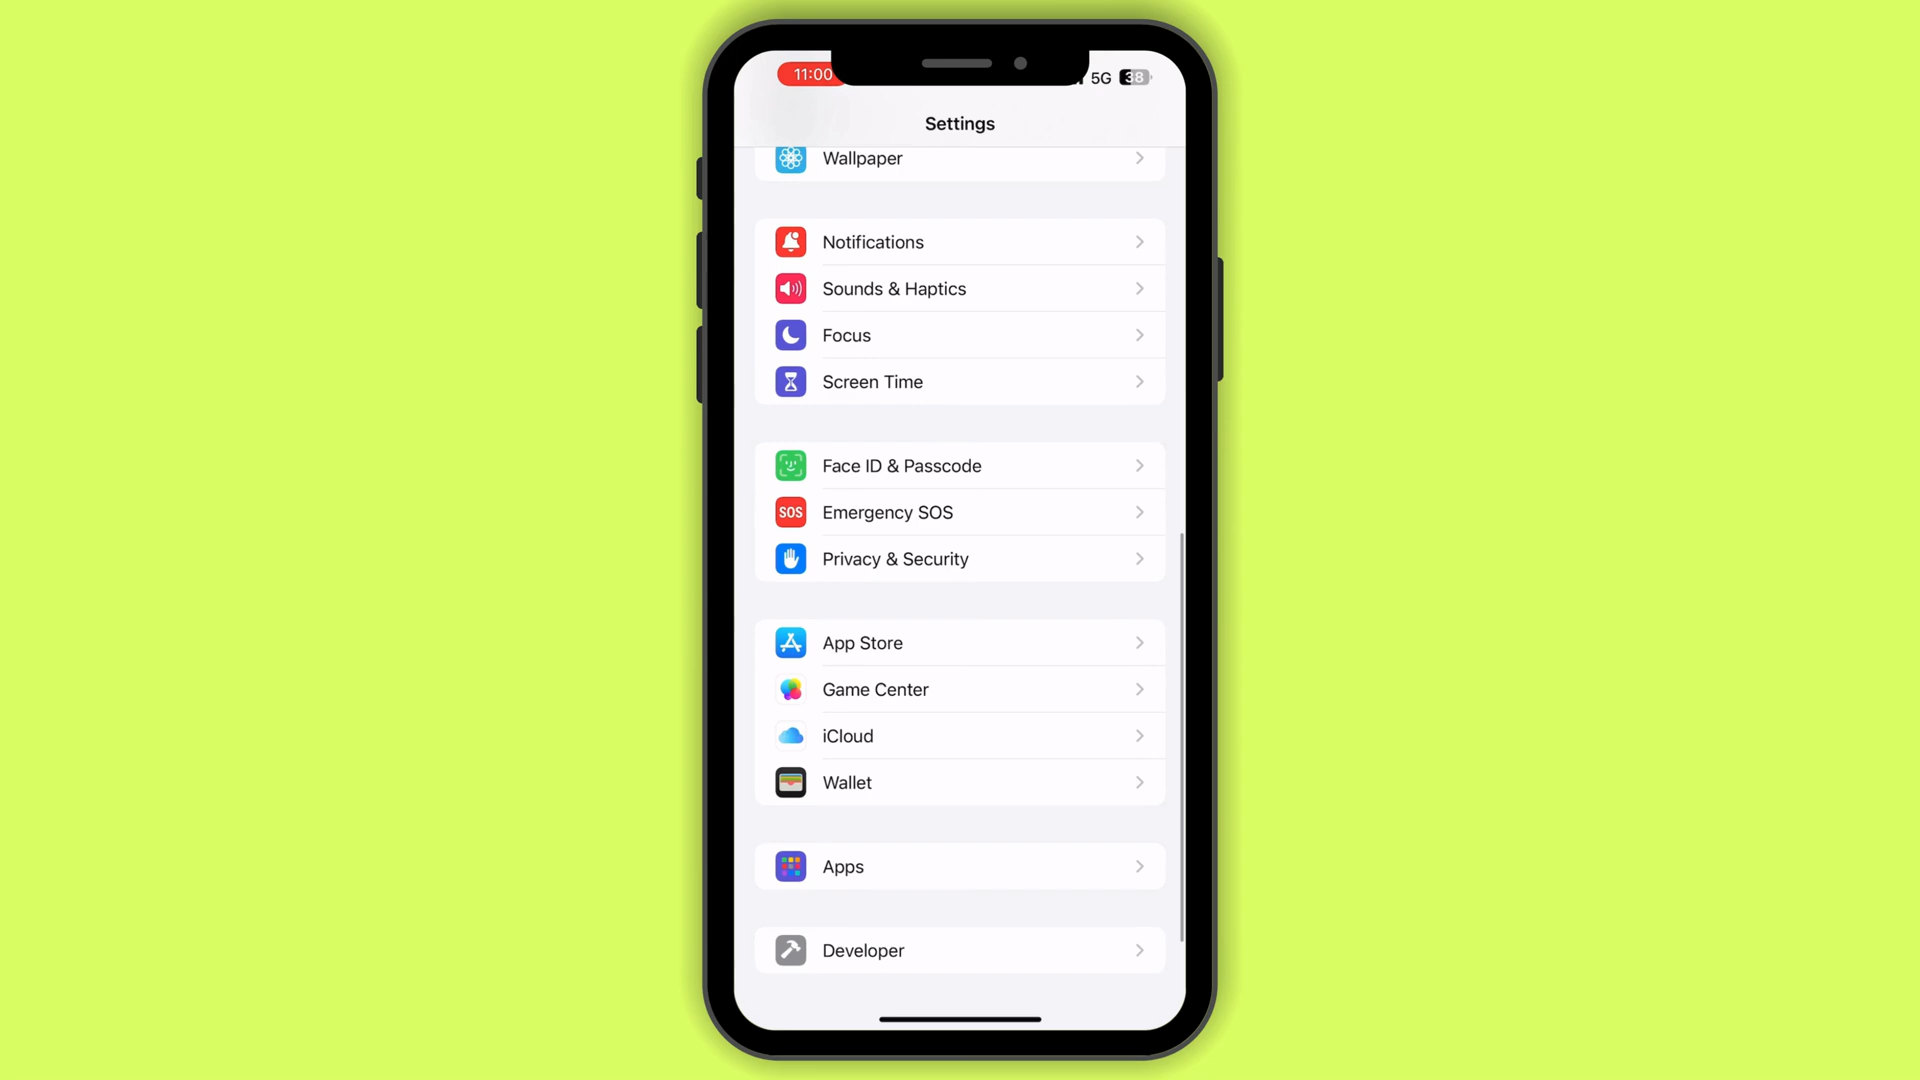 11:00
5G 38
Settings
Wallpaper
Notifications
Sounds & Haptics
Focus
Screen Time
Face ID & Passcode
SOS Emergency SOS
Privacy & Security
App Store
Game Center
iCloud
Wallet
Apps
Developer